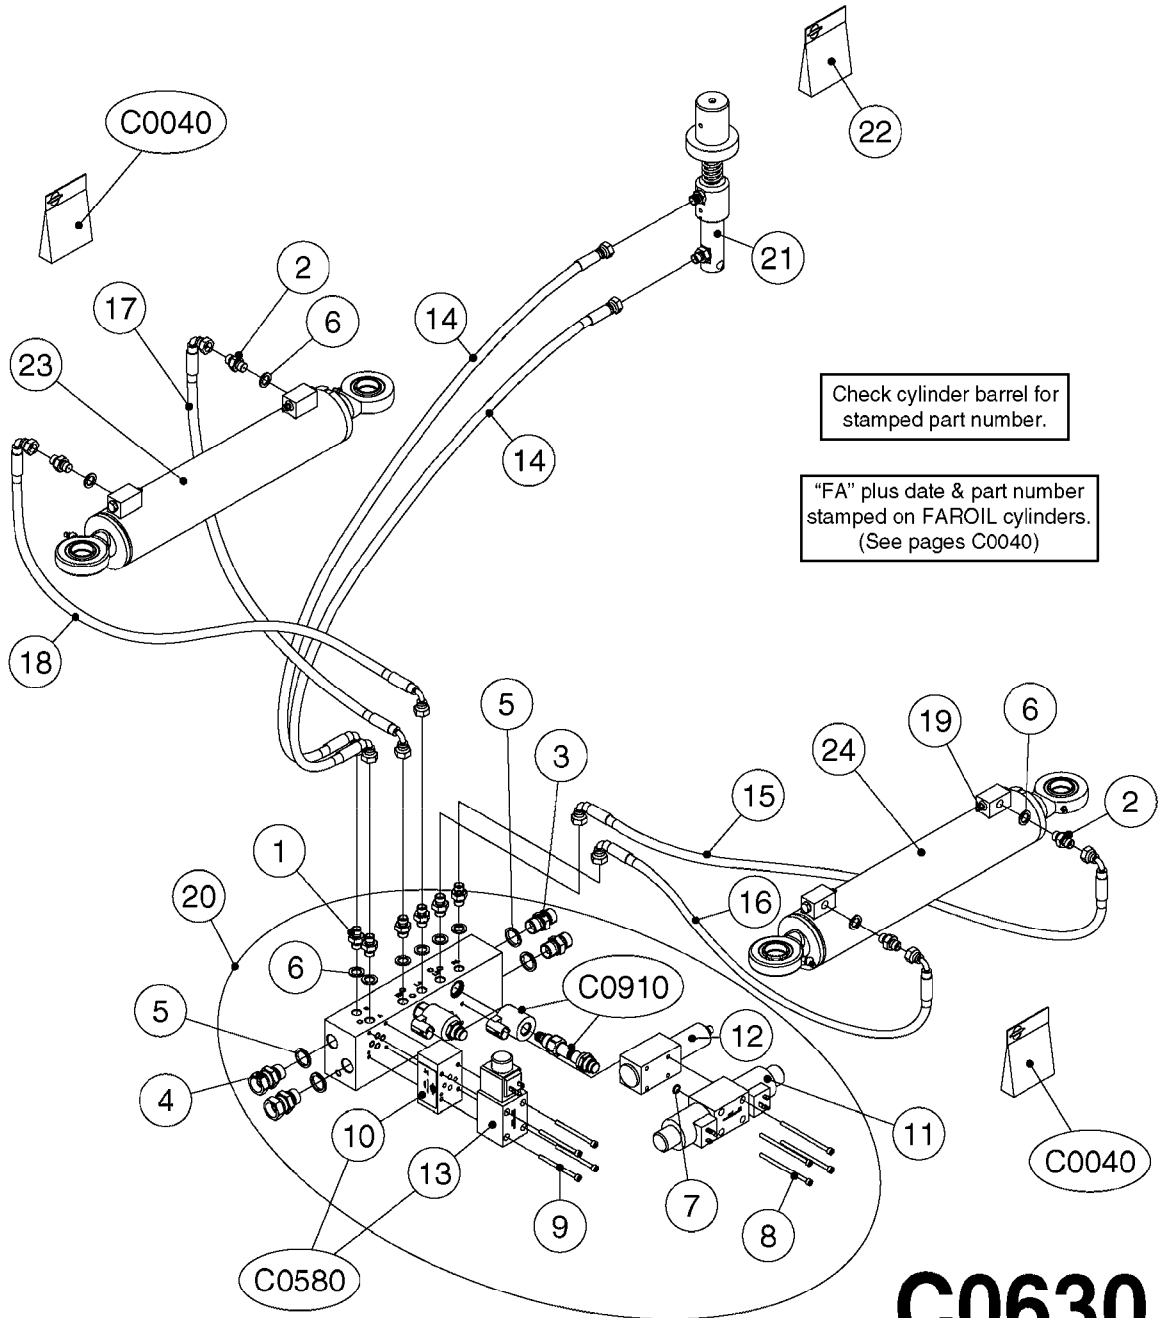 22
C0040
21
2
17
6
14
23
Check cylinder barrel for
stamped part number.
14
“FA” plus date & part number
stamped on FAROIL cylinders.
(See pages C0040)
18
5
6
19
3
24
15
2
1
20
16
6
C0910
5
12
4
10
11
13
C0040
7
9
8
C0580
C0630